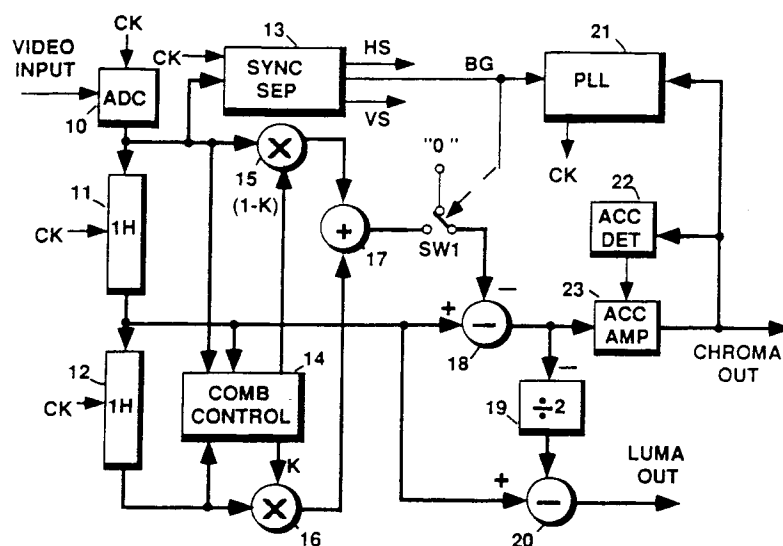 CK
VIDEO
INPUT
ADC
10
CK
13
SYNC
SEP
HS
BG
VS
21
PLL
CK
"0"
SW1
15
(1-K)
×
+
17
11
1H
CK
12
1H
CK
14
COMB
CONTROL
K
×
16
22
ACC
DET
23
ACC
AMP
CHROMA
OUT
+
−
−
18
−
19
÷2
+
−
20
LUMA
OUT